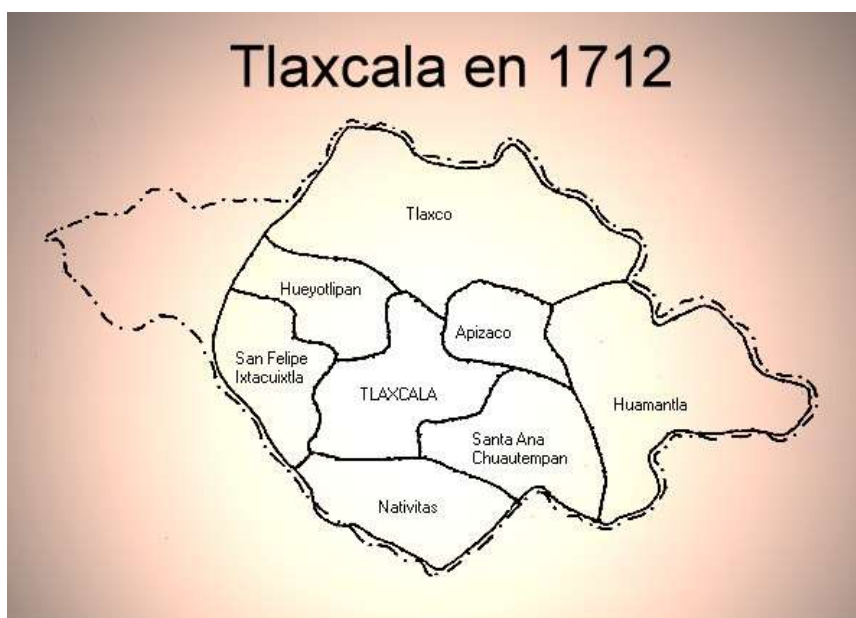 Tlaxcala en 1712
Tlaxco
Hueyotlipan
Apizaco
San Felipe
Ixtacuixtla
TLAXCALA
Huamantla
Santa Ana
Chuautempan
Nativitas